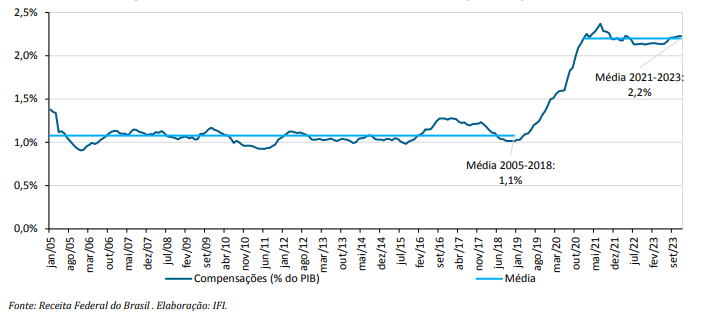 2,5%
2,0%
1,5%
1,0%
0,5%
0,0%
Média 2021-2023:
2,2%
Média 2005-2018:
1,1%
jan/05
ago/05
mar/06
out/06
mai/07
dez/07
jul/08
fev/09
set/09
abr/10
nov/10
jun/11
jan/12
ago/12
mar/13
out/13
mai/14
dez/14
jul/15
fev/16
set/16
abr/17
nov/17
jun/18
jan/19
ago/19
mar/20
out/20
mai/21
dez/21
jul/22
fev/23
set/23
Compensações (% do PIB)
Média
Fonte: Receita Federal do Brasil . Elaboração: IFI.